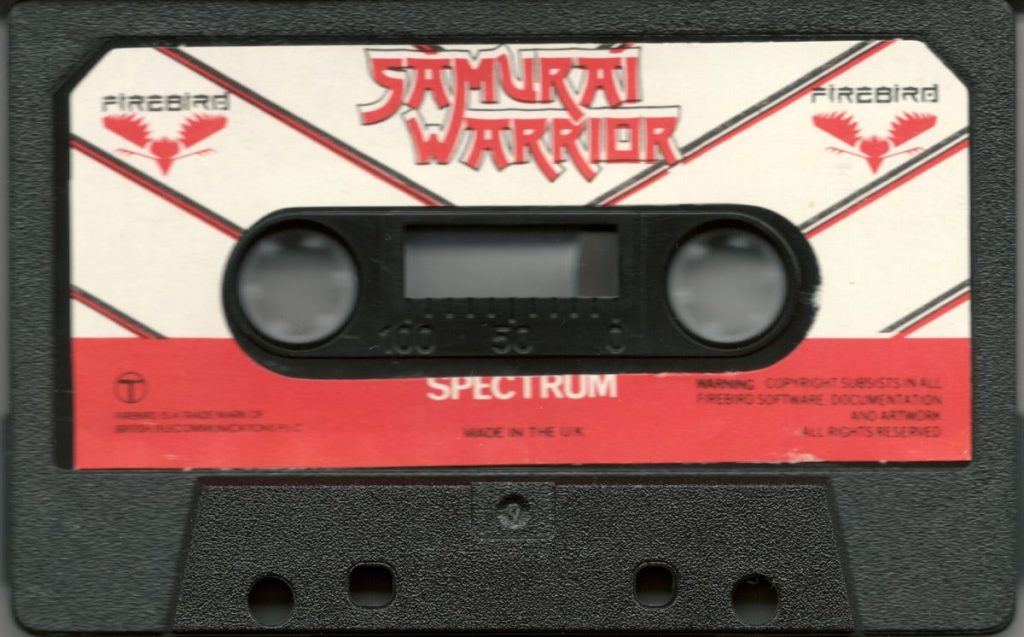 FIREBIRD
SAMURAI
WARRIOR
FIREBIRD
100 50 0
SPECTRUM
MADE IN THE U.K.
FIREBIRD IS A TRADE MARK OF
BRITISH TELECOMMUNICATIONS PLC
WARNING COPYRIGHT SUBSISTS IN ALL
FIREBIRD SOFTWARE, DOCUMENTATION
AND ARTWORK
ALL RIGHTS RESERVED